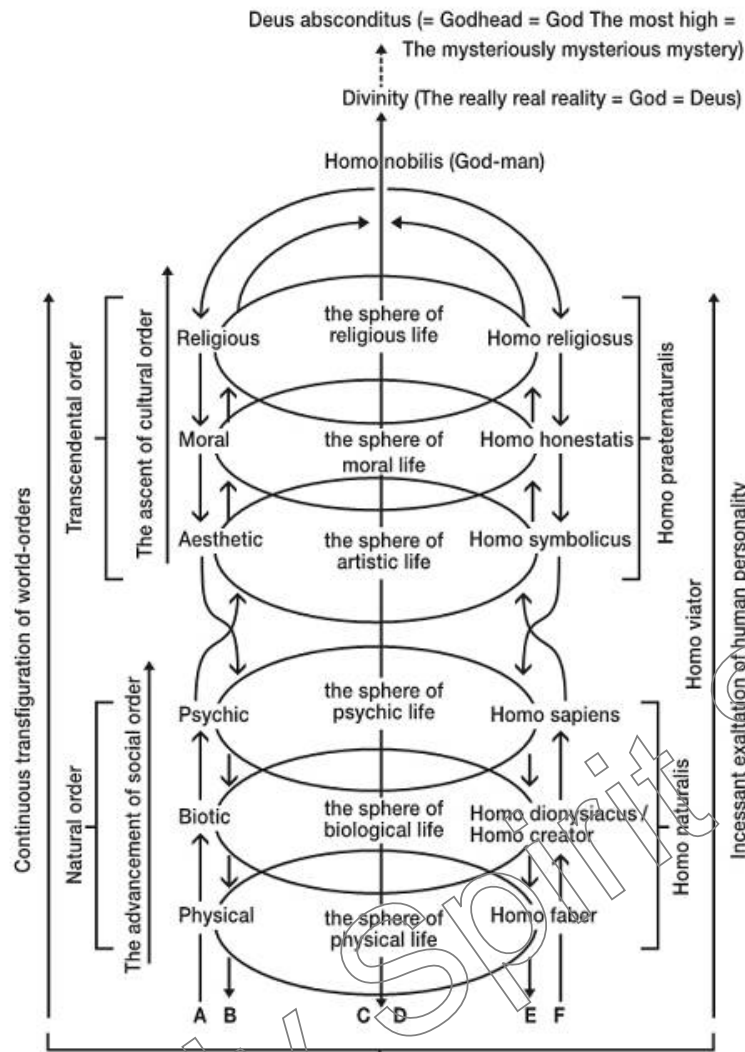 Deus absconditus (= Godhead = God The most high =
The mysteriously mysterious mystery)
Divinity (The really real reality = God = Deus)
Homo nobilis (God-man)
Continuous transfiguration of world-orders
Transcendental order
The ascent of cultural order
Religious
the sphere of
religious life
Homo religiosus
Moral
the sphere of
moral life
Homo honestatis
Aesthetic
the sphere of
artistic life
Homo symbolicus
Homo praeternaturalis
Homo viator
Incessant exaltation of human personality
Natural order
The advancement of social order
Psychic
the sphere of
psychic life
Homo sapiens
Biotic
the sphere of
biological life
Homo dionysiacus /
Homo creator
Physical
the sphere of
physical life
Homo faber
Homo naturalis
A B C D E F
Spirit